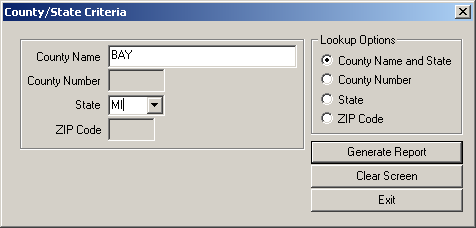 County/State Criteria
County Name BAY
County Number
State MI
ZIP Code
Lookup Options
County Name and State
County Number
State
ZIP Code
Generate Report
Clear Screen
Exit